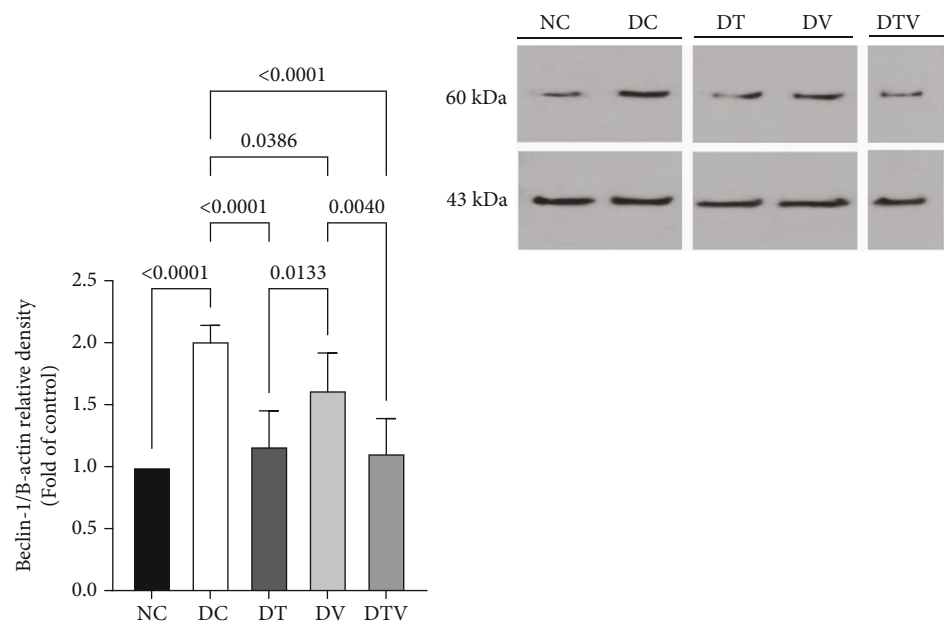 NC DC DT DV DTV
60 kDa
43 kDa
<0.0001
0.0386
<0.0001 0.0040
<0.0001 0.0133
Beclin-1/B-actin relative density
(Fold of control)
2.5
2.0
1.5
1.0
0.5
0.0
NC DC DT DV DTV